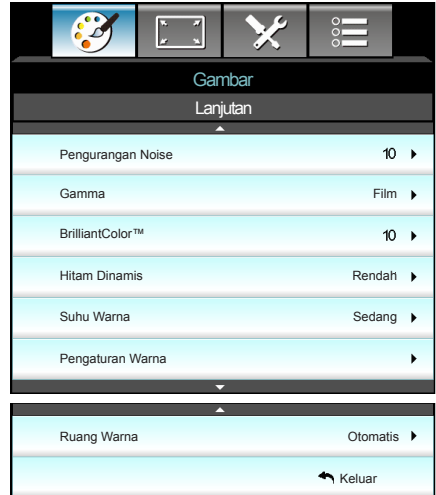 Gambar
Lanjutan
Pengurangan Noise 10
Gamma Film
BrilliantColor™ 10
Hitam Dinamis Rendah
Suhu Warna Sedang
Pengaturan Warna
Ruang Warna Otomatis
Keluar